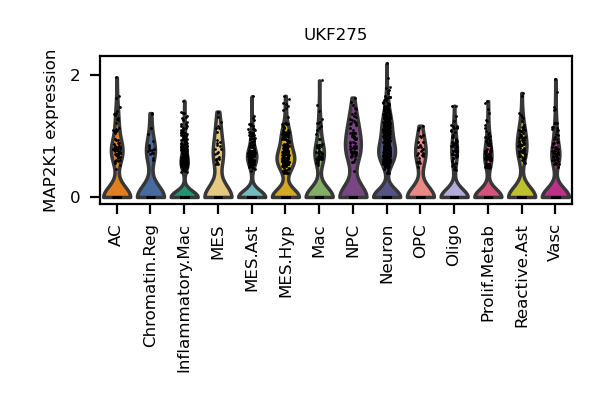 UKF275
MAP2K1 expression
2
0
AC
Chromatin.Reg
Inflammatory.Mac
MES
MES.Ast
MES.Hyp
Mac
NPC
Neuron
OPC
Oligo
Prolif.Metab
Reactive.Ast
Vasc